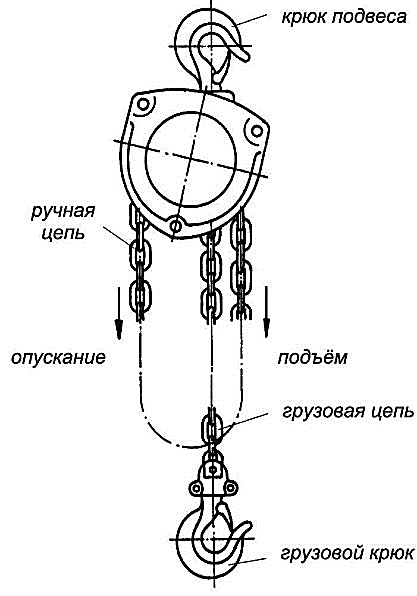 крюк подвеса
ручная
цепь
опускание
подъём
грузовая цепь
грузовой крюк